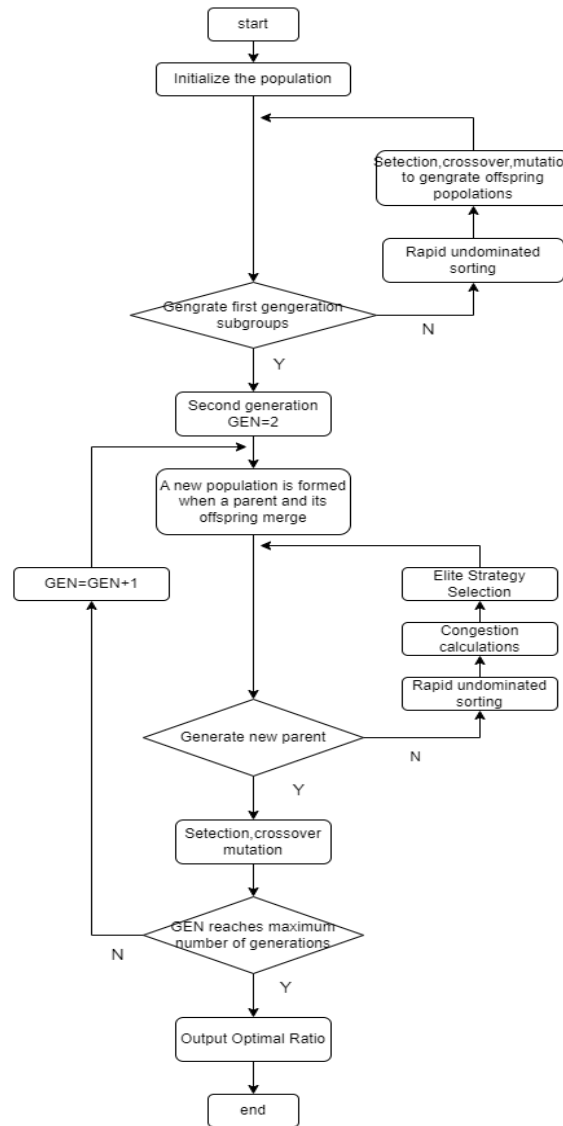 start
Initialize the population
Setection,crossover,mutation
to gengrate offspring
popolations
Rapid undominated
sorting
Gengrate first gengeration
subgroups
N
Y
Second generation
GEN=2
A new population is formed
when a parent and its
offspring merge
GEN=GEN+1
Elite Strategy
Selection
Congestion
calculations
Rapid undominated
sorting
Generate new parent
N
Y
Setection,crossover
mutation
GEN reaches maximum
number of generations
N
Y
Output Optimal Ratio
end